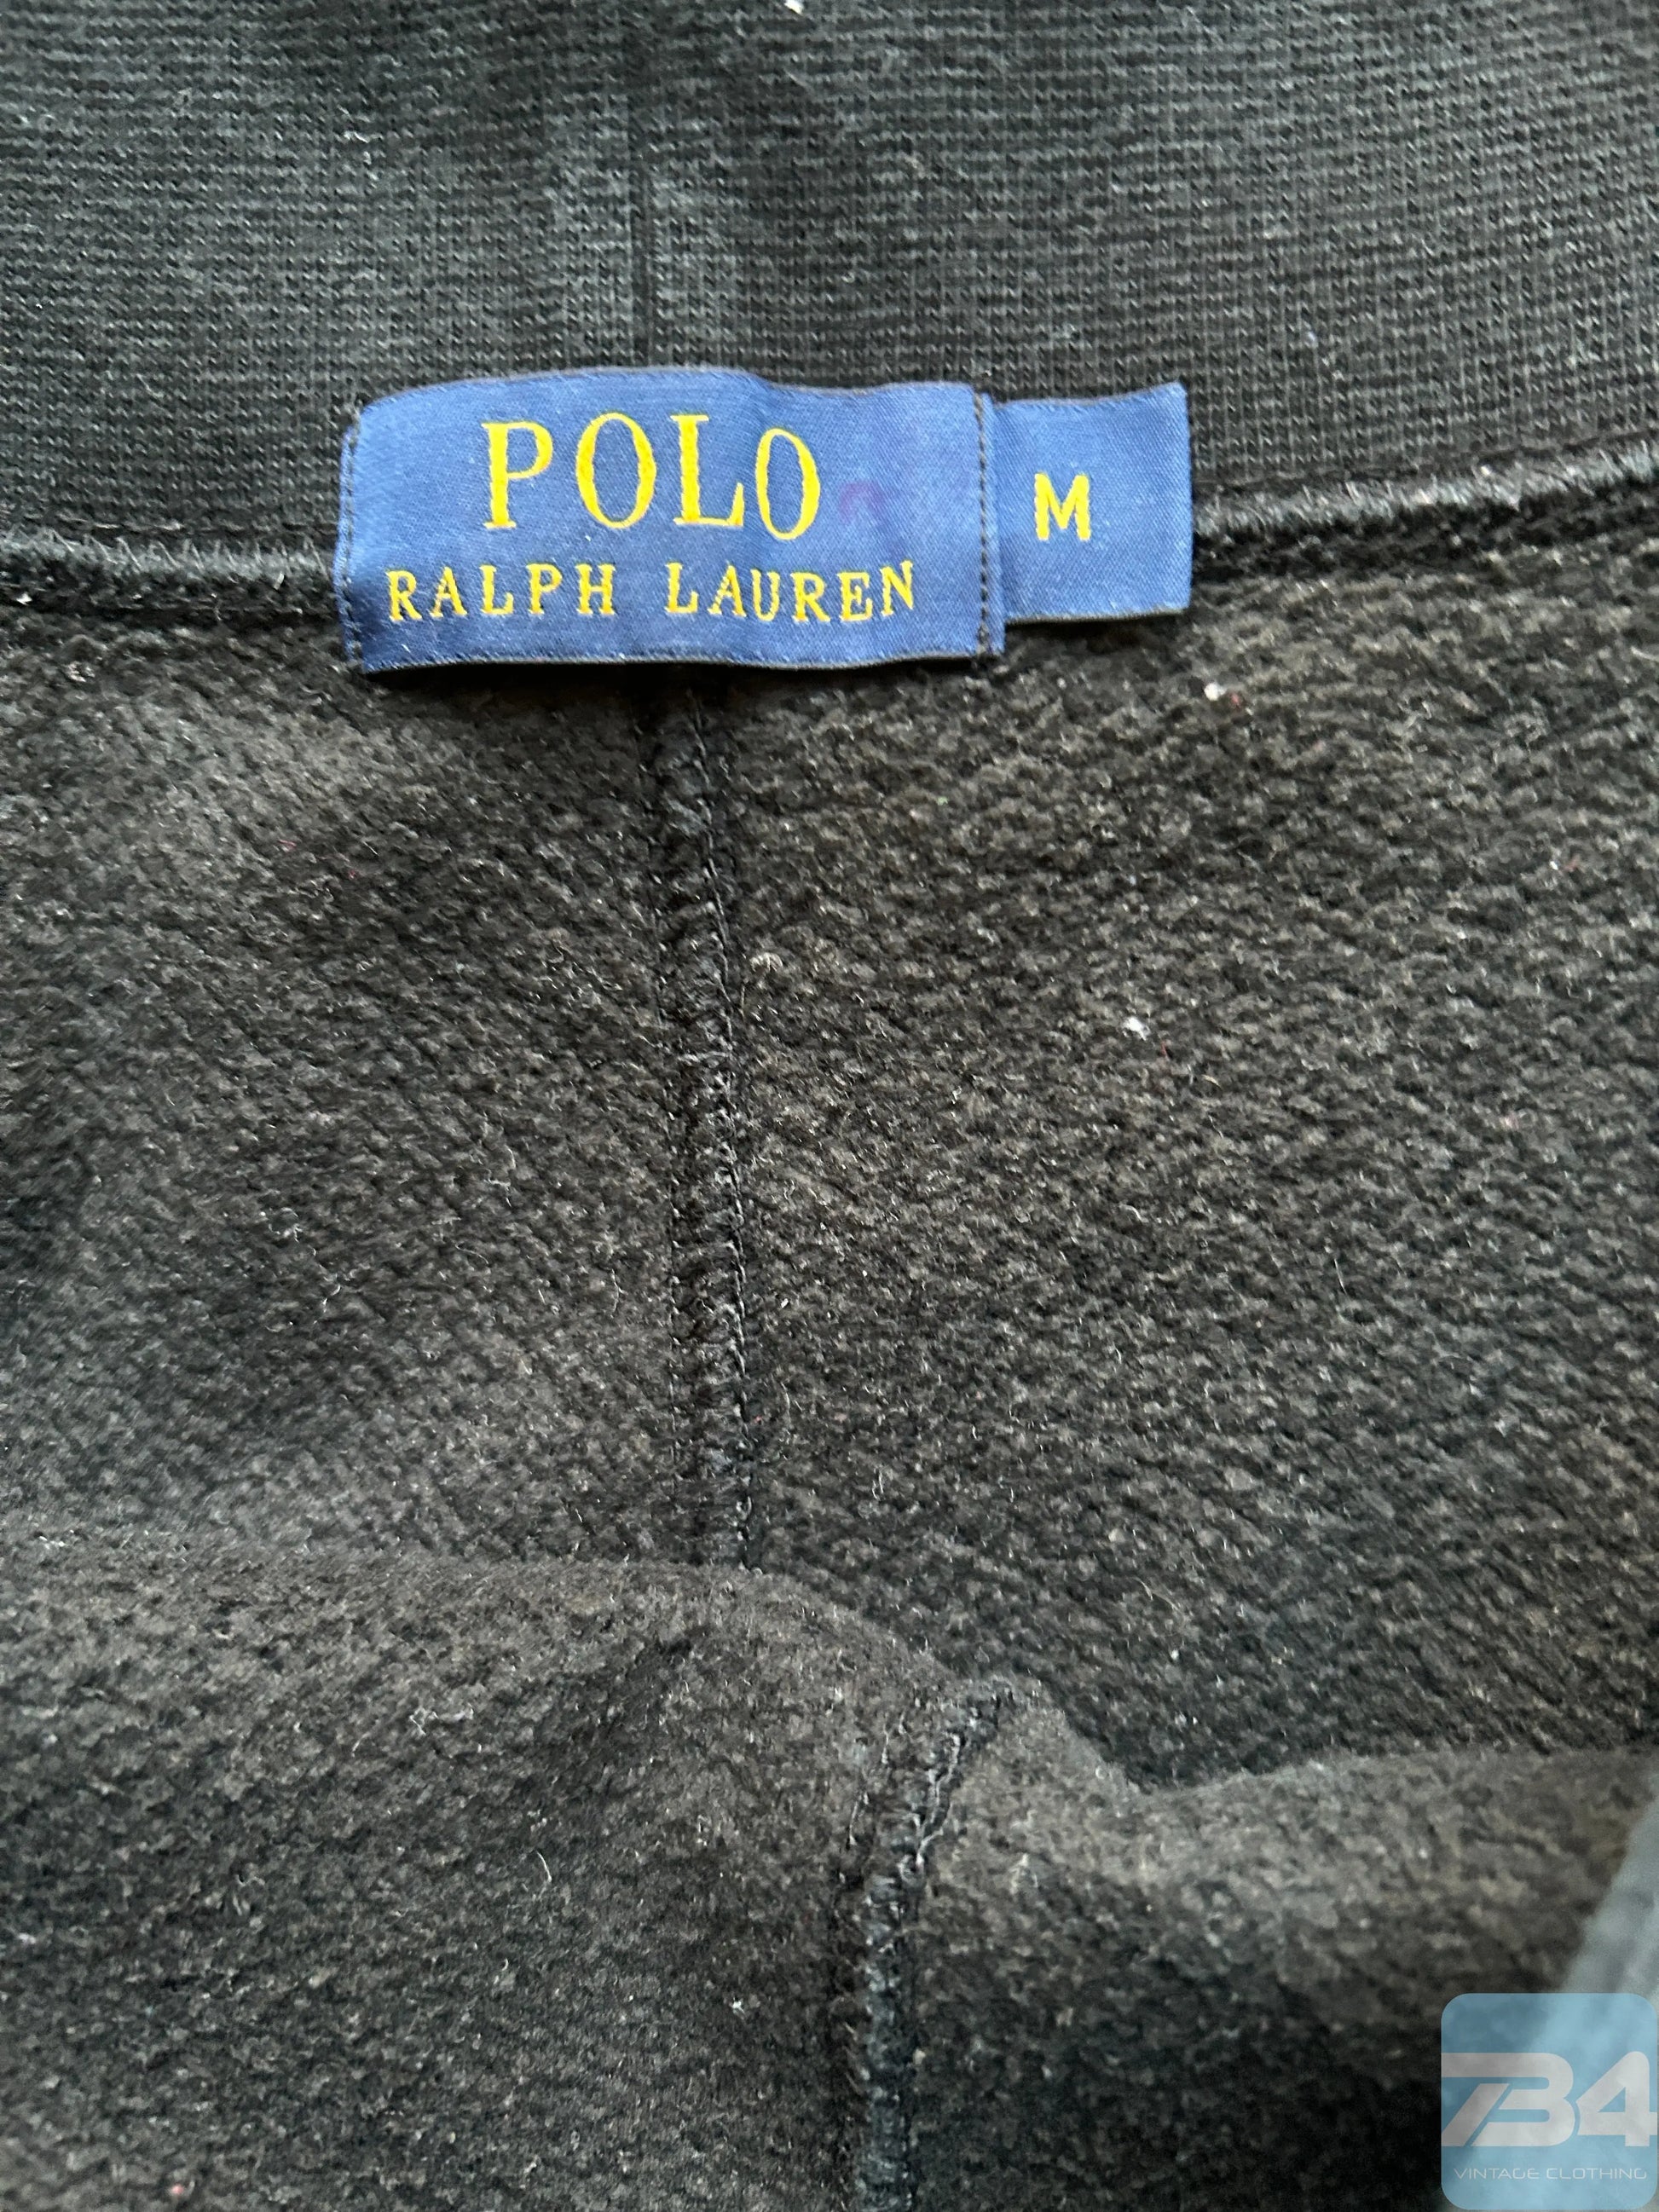 POLO
RALPH LAUREN
M
734
VINTAGE CLOTHING